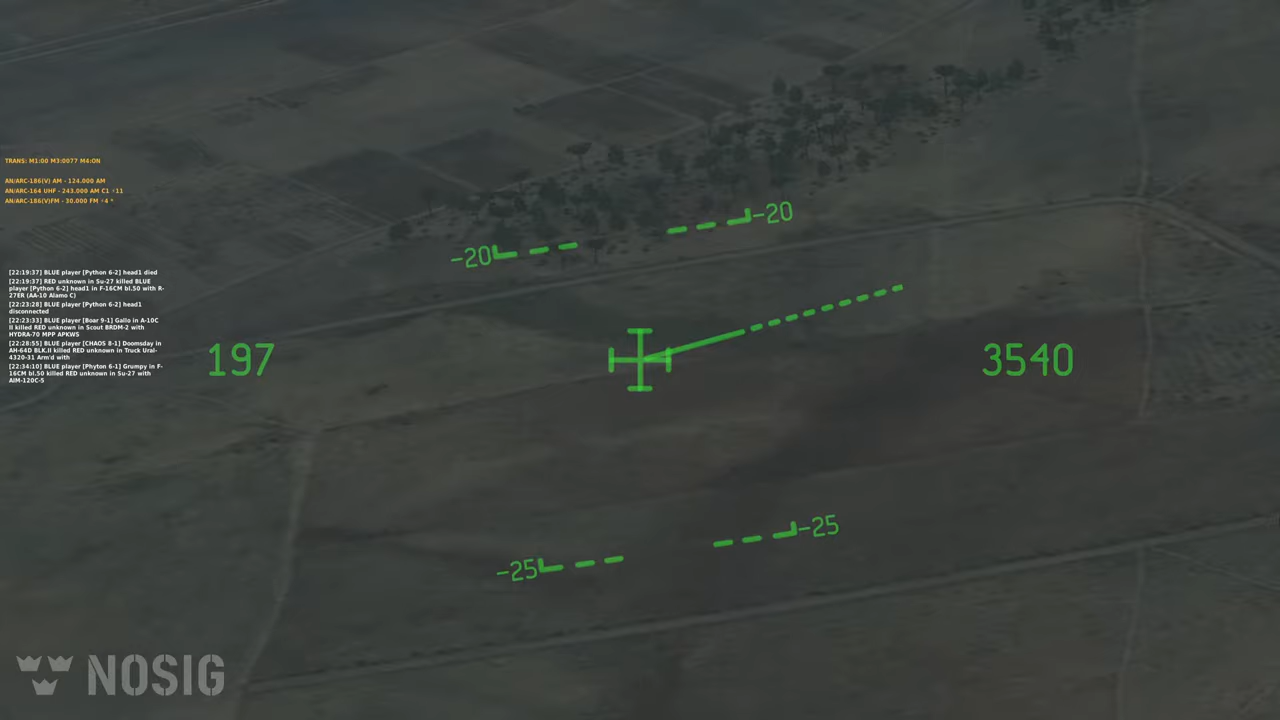 TRANS: M1:00 M3:0077 M4:ON
AN/ARC-186(V) AM - 124.000 AM
AN/ARC-164 UHF - 243.000 AM C1 ⚡11
AN/ARC-186(V)FM - 30.000 FM ⚡4 *
-20 -20
[22:19:37] BLUE player [Python 6-2] head1 died
[22:19:37] RED unknown in Su-27 killed BLUE
player [Python 6-2] head1 in F-16CM bl.50 with R-
27ER (AA-10 Alamo C)
[22:23:28] BLUE player [Python 6-2] head1
disconnected
[22:23:33] BLUE player [Boar 9-1] Gallo in A-10C
II killed RED unknown in Scout BRDM-2 with
HYDRA-70 MPP APKWS
[22:28:55] BLUE player [CHAOS 8-1] Doomsday in
AH-64D BLK.II killed RED unknown in Truck Ural-
4320-31 Arm'd with
[22:34:10] BLUE player [Phyton 6-1] Grumpy in F-
16CM bl.50 killed RED unknown in Su-27 with
AIM-120C-5
197 3540
-25 -25
NOSIG